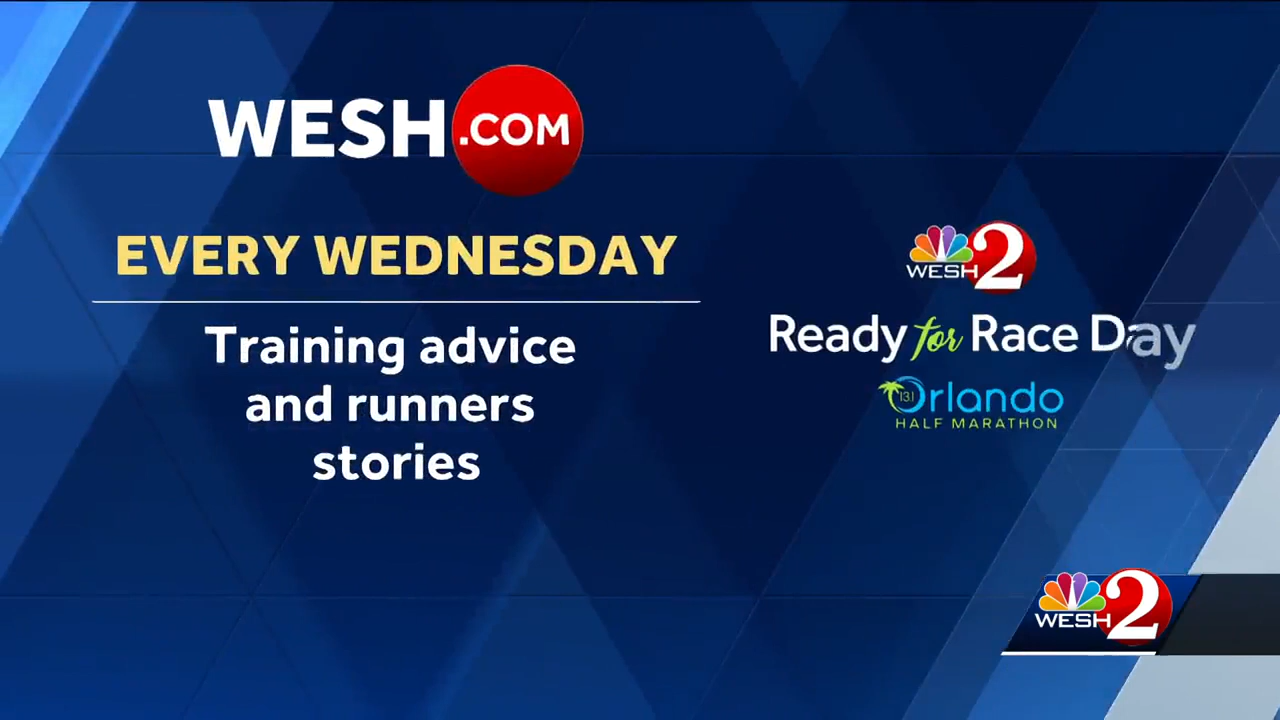 WESH.COM
EVERY WEDNESDAY
Training advice
and runners
stories
WESH 2
Ready for Race Day
13.1 Orlando
HALF MARATHON
WESH 2